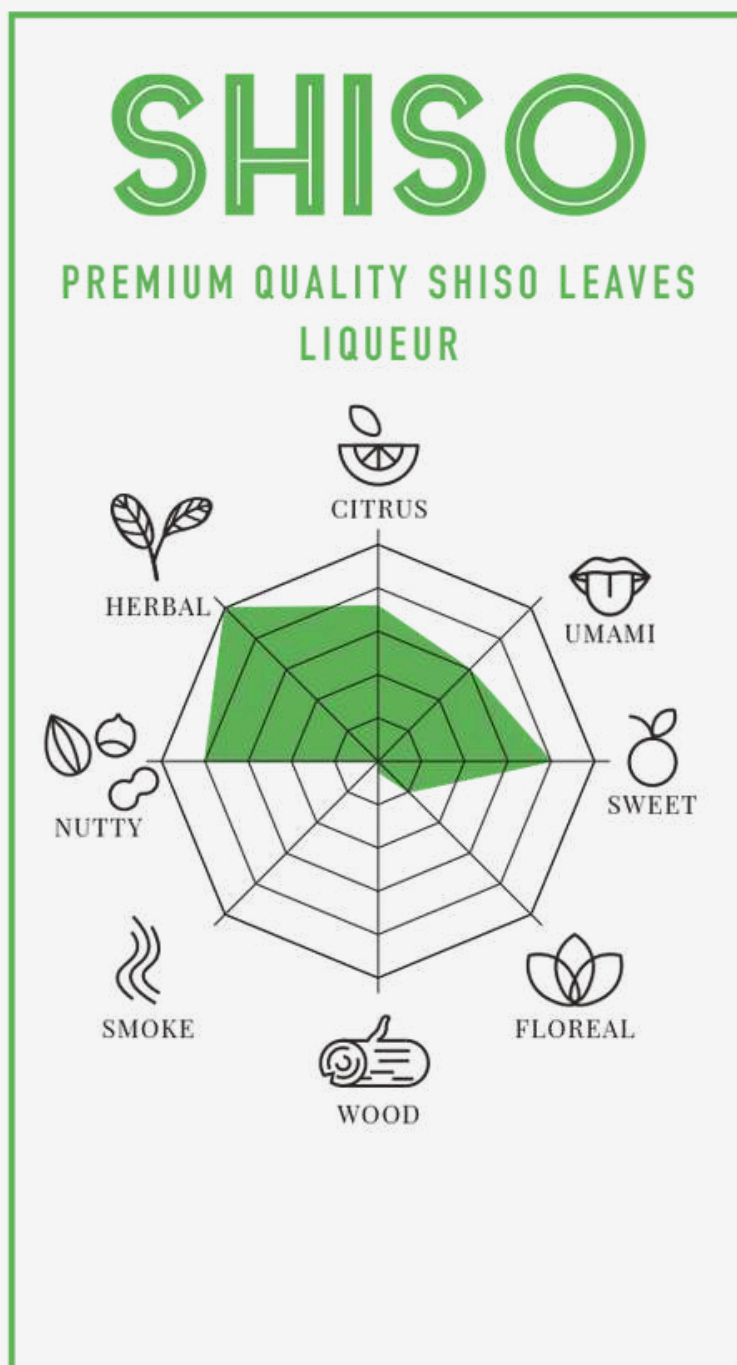 SHISO
PREMIUM QUALITY SHISO LEAVES
LIQUEUR
CITRUS
HERBAL
UMAMI
NUTTY
SWEET
SMOKE
FLOREAL
WOOD